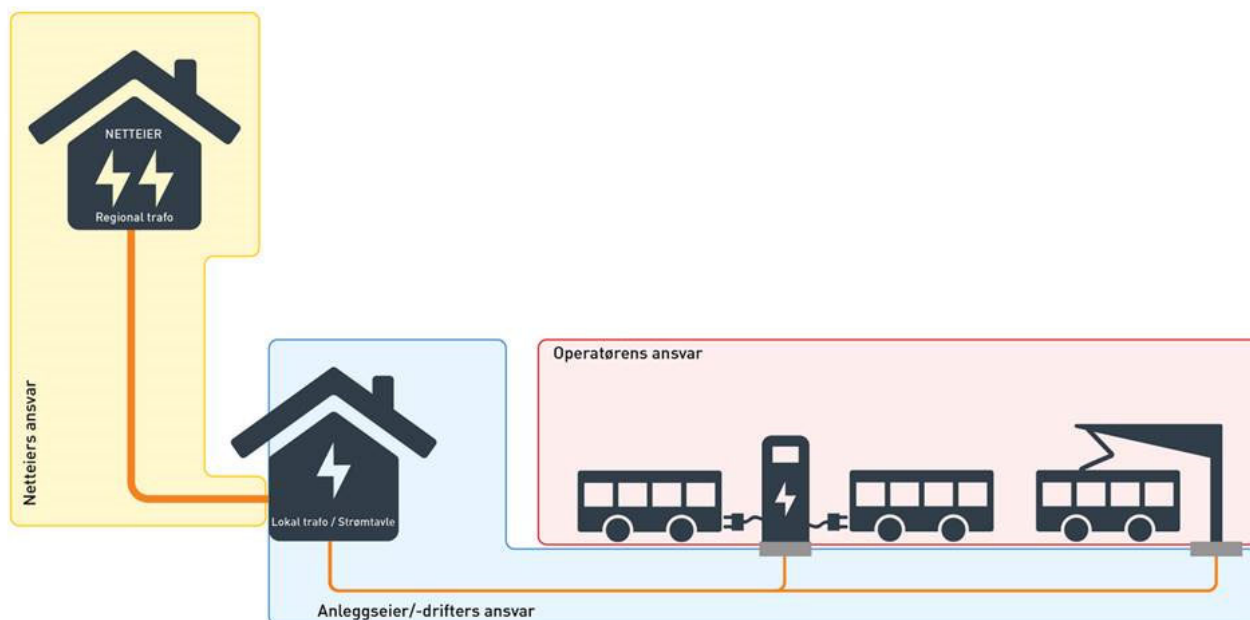 NETTEIER
Regional trafo
Netteiers ansvar
Operatørens ansvar
Lokal trafo / Strømtavle
Anleggseier/-drifters ansvar